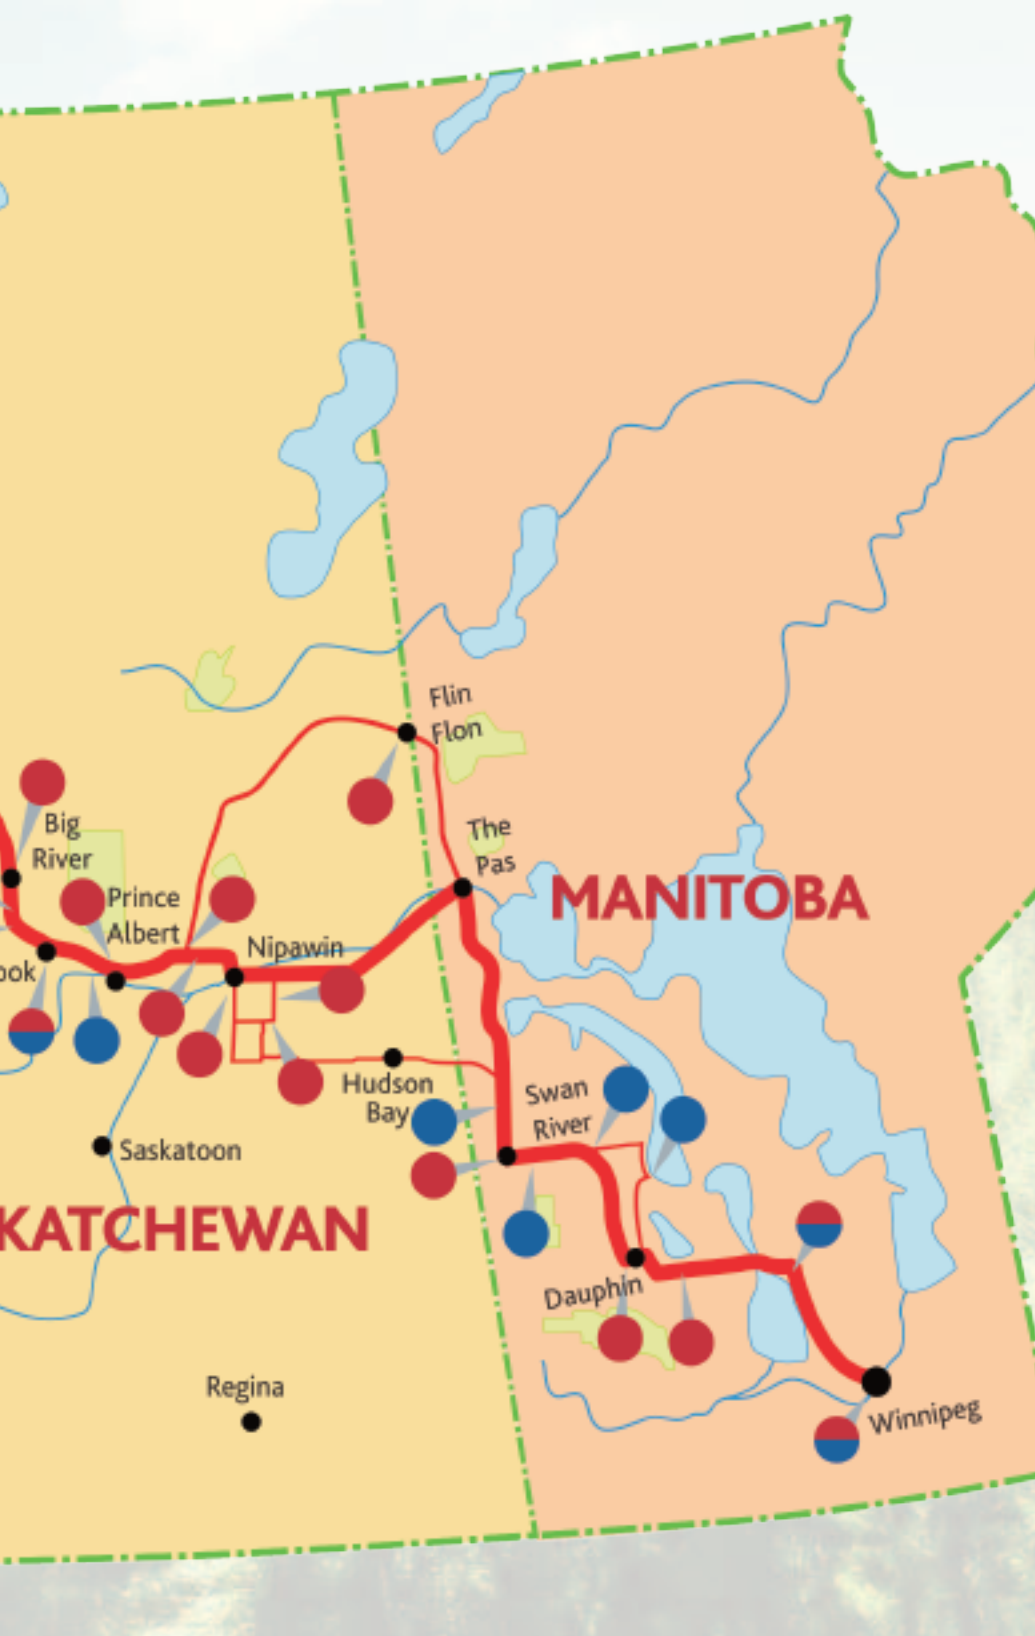 Flin
Flon
The
Pas
MANITOBA
Big
River
Prince
Albert
Nipawin
ook
Hudson
Bay
Swan
River
Saskatoon
KATCHEWAN
Dauphin
Regina
Winnipeg